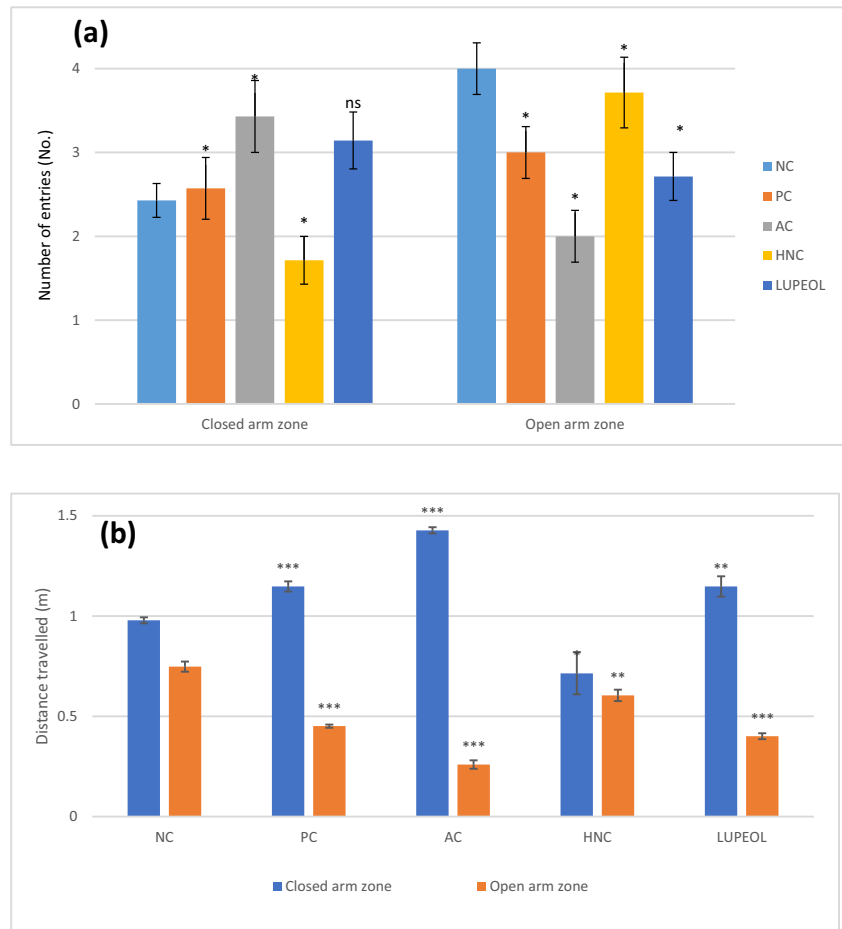 (a)
Number of entries (No.)
4
3
2
1
0
* * * * ns
* * * *
Closed arm zone Open arm zone
NC
PC
AC
HNC
LUPEOL
(b)
Distance travelled (m)
1.5
1
0.5
0
*** *** *** *** * ** ** ***
NC PC AC HNC LUPEOL
Closed arm zone Open arm zone